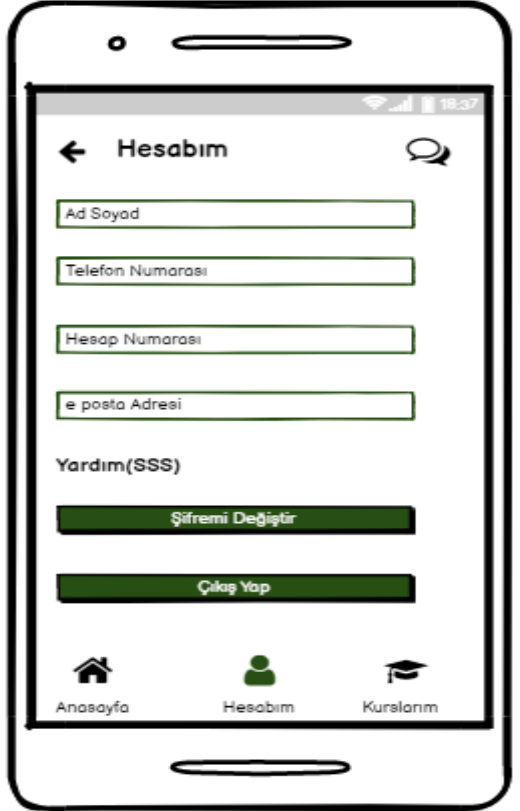 18:37
Hesabım
Ad Soyad
Telefon Numarası
Hesap Numarası
e posta Adresi
Yardım(SSS)
Şifremi Değiştir
Çıkış Yap
Anasayfa Hesabım Kurslarım